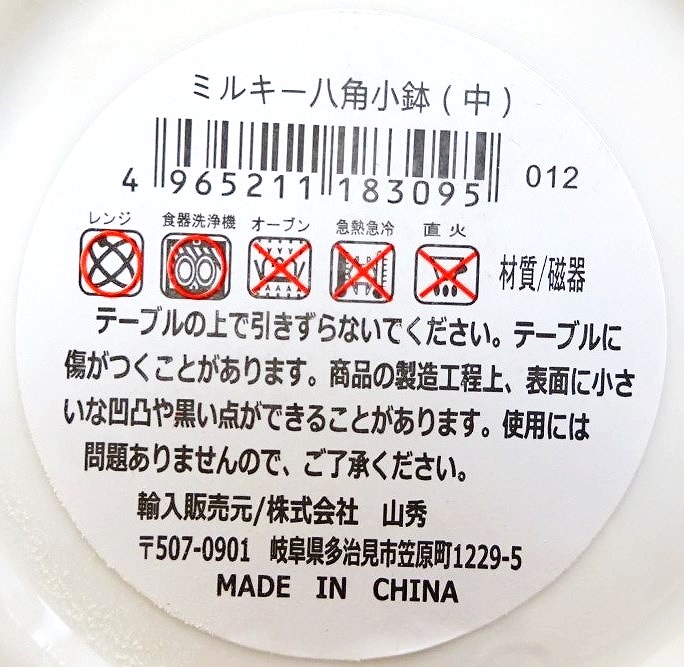 ミルキー八角小鉢(中)
4 965211 183095 012
レンジ 食器洗浄機 オーブン 急熱急冷 直火
材質/磁器
テーブルの上で引きずらないでください。テーブルに
傷がつくことがあります。商品の製造工程上、表面に小さ
いな凹凸や黒い点ができることがあります。使用には
問題ありませんので、ご了承ください。
輸入販売元/株式会社 山秀
〒507-0901 岐阜県多治見市笠原町1229-5
MADE IN CHINA